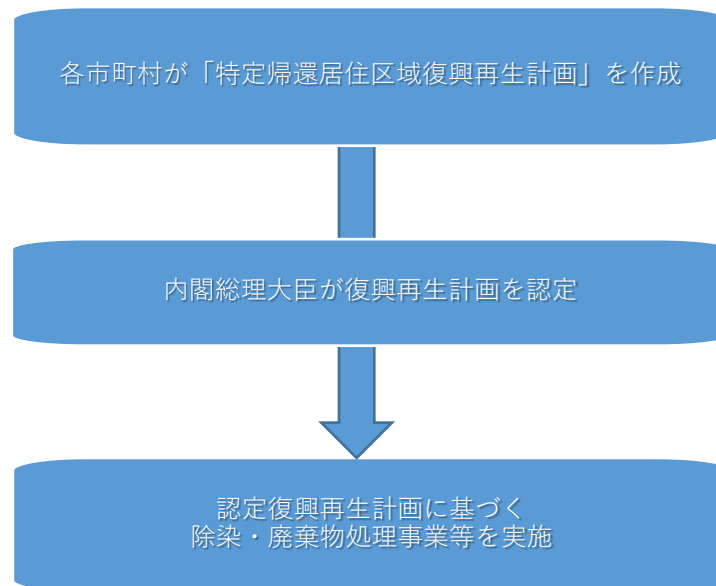 各市町村が「特定帰還居住区域復興再生計画」を作成
内閣総理大臣が復興再生計画を認定
認定復興再生計画に基づく
除染・廃棄物処理事業等を実施